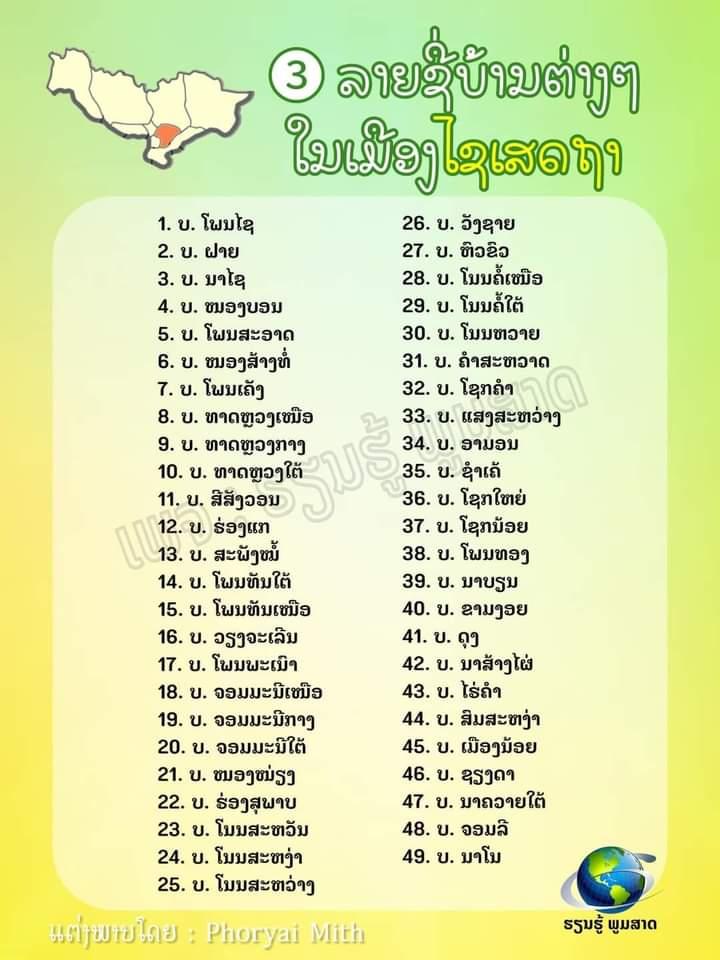 3 ລາຍຊື່ບ້ານຕ່າງໆ
ໃນເມືອງໄຊເສດຖາ
1. ບ. ໂພນໄຊ
2. ບ. ຝາຍ
3. ບ. ນາໄຊ
4. ບ. ໜອງບອນ
5. ບ. ໂພນສະອາດ
6. ບ. ໜອງສ້າງທໍ່
7. ບ. ໂພນເຄັງ
8. ບ. ທາດຫຼວງເໜືອ
9. ບ. ທາດຫຼວງກາງ
10. ບ. ທາດຫຼວງໃຕ້
11. ບ. ສີສັງວອນ
12. ບ. ຮ່ອງແກ
13. ບ. ສະພັງໝໍ້
14. ບ. ໂພນທັນໃຕ້
15. ບ. ໂພນທັນເໜືອ
16. ບ. ວຽງຈະເລີນ
17. ບ. ໂພນພະເນົາ
18. ບ. ຈອມມະນີເໜືອ
19. ບ. ຈອມມະນີກາງ
20. ບ. ຈອມມະນີໃຕ້
21. ບ. ໜອງໜ່ຽງ
22. ບ. ຮ່ອງສຸພາບ
23. ບ. ໂນນສະຫວັນ
24. ບ. ໂນນສະຫງ່າ
25. ບ. ໂນນສະຫວ່າງ
26. ບ. ວັງຊາຍ
27. ບ. ຫົວຂົວ
28. ບ. ໂນນຄໍ້ເໜືອ
29. ບ. ໂນນຄໍ້ໃຕ້
30. ບ. ໂນນຫວາຍ
31. ບ. ຄຳສະຫວາດ
32. ບ. ໂຊກຄຳ
33. ບ. ແສງສະຫວ່າງ
34. ບ. ອາມອນ
35. ບ. ຊຳເຄ້
36. ບ. ໂຊກໃຫຍ່
37. ບ. ໂຊກນ້ອຍ
38. ບ. ໂພນທອງ
39. ບ. ນາບຽນ
40. ບ. ຂາມງອຍ
41. ບ. ດຸງ
42. ບ. ນາສ້າງໄຜ່
43. ບ. ໄຮ່ຄຳ
44. ບ. ສົມສະຫງ່າ
45. ບ. ເມືອງນ້ອຍ
46. ບ. ຊຽງດາ
47. ບ. ນາຄວາຍໃຕ້
48. ບ. ຈອມລີ
49. ບ. ນາໂນ
ເພຈ : ຮຽນຮູ້ ພູມສາດ
ຮຽນຮູ້ ພູມສາດ
ແຕ່ງພາບໂດຍ : Phoryai Mith